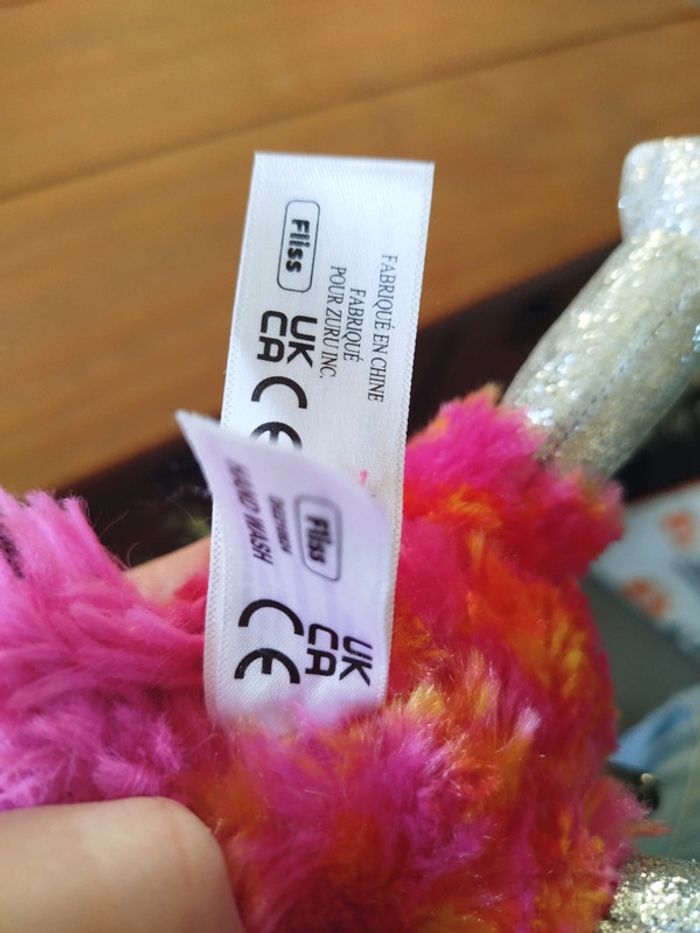 FABRIQUÉ EN CHINE
FABRIQUÉ
POUR ZURU INC.
Fliss
UK
CA
CE
Fliss
HAND WASH
UK
CA
CE